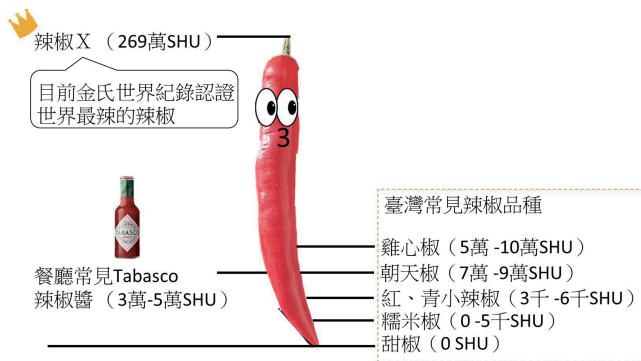 辣椒X （269萬SHU）
目前金氏世界紀錄認證
世界最辣的辣椒
3
TABASCO
餐廳常見Tabasco
辣椒醬 （3萬-5萬SHU）
臺灣常見辣椒品種
雞心椒（5萬 -10萬SHU）
朝天椒（7萬 -9萬SHU）
紅、青小辣椒（3千 -6千SHU）
糯米椒（0 -5千SHU）
甜椒（0 SHU）